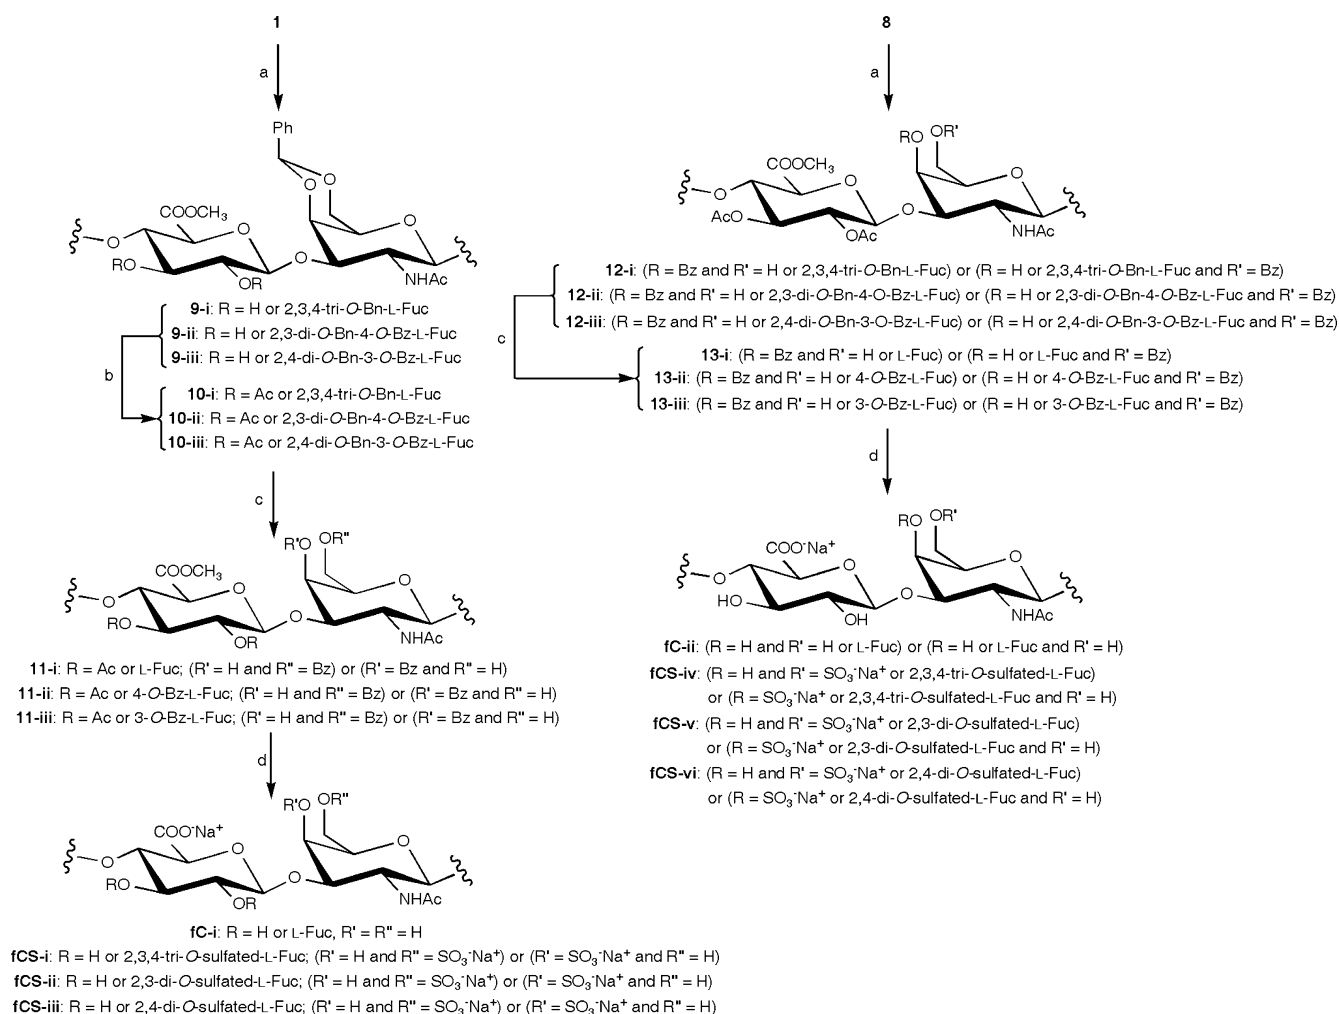 1
a
Ph
O
O
COOCH3
O
O
O
O
RO
OR
NHAc
9-i: R = H or 2,3,4-tri-O-Bn-L-Fuc
9-ii: R = H or 2,3-di-O-Bn-4-O-Bz-L-Fuc
9-iii: R = H or 2,4-di-O-Bn-3-O-Bz-L-Fuc
b
10-i: R = Ac or 2,3,4-tri-O-Bn-L-Fuc
10-ii: R = Ac or 2,3-di-O-Bn-4-O-Bz-L-Fuc
10-iii: R = Ac or 2,4-di-O-Bn-3-O-Bz-L-Fuc
c
R'O OR"
COOCH3
O
O
O
O
RO
OR
NHAc
11-i: R = Ac or L-Fuc; (R' = H and R" = Bz) or (R' = Bz and R" = H)
11-ii: R = Ac or 4-O-Bz-L-Fuc; (R' = H and R" = Bz) or (R' = Bz and R" = H)
11-iii: R = Ac or 3-O-Bz-L-Fuc; (R' = H and R" = Bz) or (R' = Bz and R" = H)
d
R'O OR"
COO-Na+
O
O
O
O
RO
OR
NHAc
fC-i: R = H or L-Fuc, R' = R" = H
fCS-i: R = H or 2,3,4-tri-O-sulfated-L-Fuc; (R' = H and R" = SO3-Na+) or (R' = SO3-Na+ and R" = H)
fCS-ii: R = H or 2,3-di-O-sulfated-L-Fuc; (R' = H and R" = SO3-Na+) or (R' = SO3-Na+ and R" = H)
fCS-iii: R = H or 2,4-di-O-sulfated-L-Fuc; (R' = H and R" = SO3-Na+) or (R' = SO3-Na+ and R" = H)
8
a
RO OR'
COOCH3
O
O
O
O
AcO
OAc
NHAc
12-i: (R = Bz and R' = H or 2,3,4-tri-O-Bn-L-Fuc) or (R = H or 2,3,4-tri-O-Bn-L-Fuc and R' = Bz)
12-ii: (R = Bz and R' = H or 2,3-di-O-Bn-4-O-Bz-L-Fuc) or (R = H or 2,3-di-O-Bn-4-O-Bz-L-Fuc and R' = Bz)
12-iii: (R = Bz and R' = H or 2,4-di-O-Bn-3-O-Bz-L-Fuc) or (R = H or 2,4-di-O-Bn-3-O-Bz-L-Fuc and R' = Bz)
c
13-i: (R = Bz and R' = H or L-Fuc) or (R = H or L-Fuc and R' = Bz)
13-ii: (R = Bz and R' = H or 4-O-Bz-L-Fuc) or (R = H or 4-O-Bz-L-Fuc and R' = Bz)
13-iii: (R = Bz and R' = H or 3-O-Bz-L-Fuc) or (R = H or 3-O-Bz-L-Fuc and R' = Bz)
d
RO OR'
COO-Na+
O
O
O
O
HO
OH
NHAc
fC-ii: (R = H and R' = H or L-Fuc) or (R = H or L-Fuc and R' = H)
fCS-iv: (R = H and R' = SO3-Na+ or 2,3,4-tri-O-sulfated-L-Fuc)
or (R = SO3-Na+ or 2,3,4-tri-O-sulfated-L-Fuc and R' = H)
fCS-v: (R = H and R' = SO3-Na+ or 2,3-di-O-sulfated-L-Fuc)
or (R = SO3-Na+ or 2,3-di-O-sulfated-L-Fuc and R' = H)
fCS-vi: (R = H and R' = SO3-Na+ or 2,4-di-O-sulfated-L-Fuc)
or (R = SO3-Na+ or 2,4-di-O-sulfated-L-Fuc and R' = H)